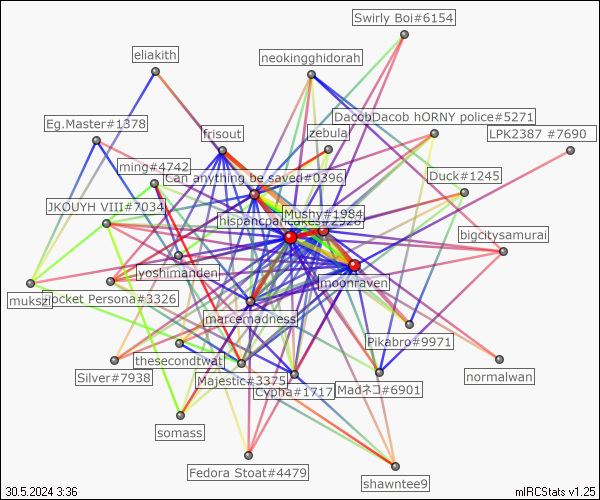 Swirly Boi#6154
eliakith
neokingghidorah
DacobDacob hORNY police#5271
Eg.Master#1378
frisout
zebula
LPK2387 #7690
ming#4742
Can anything be saved#0396
Duck#1245
JKOUYH VIII#7034
Mushy#1984
hispancpancakes#2928
bigcitysamurai
yoshimanden
moonraven
muksz
Pocket Persona#3326
marcemadness
Pikabro#9971
thesecondtwat
normalwan
Silver#7938
Majestic#3375
Cypha#1717
Madネコ#6901
somass
Fedora Stoat#4479
shawntee9
30.5.2024 3:36
mIRCStats v1.25